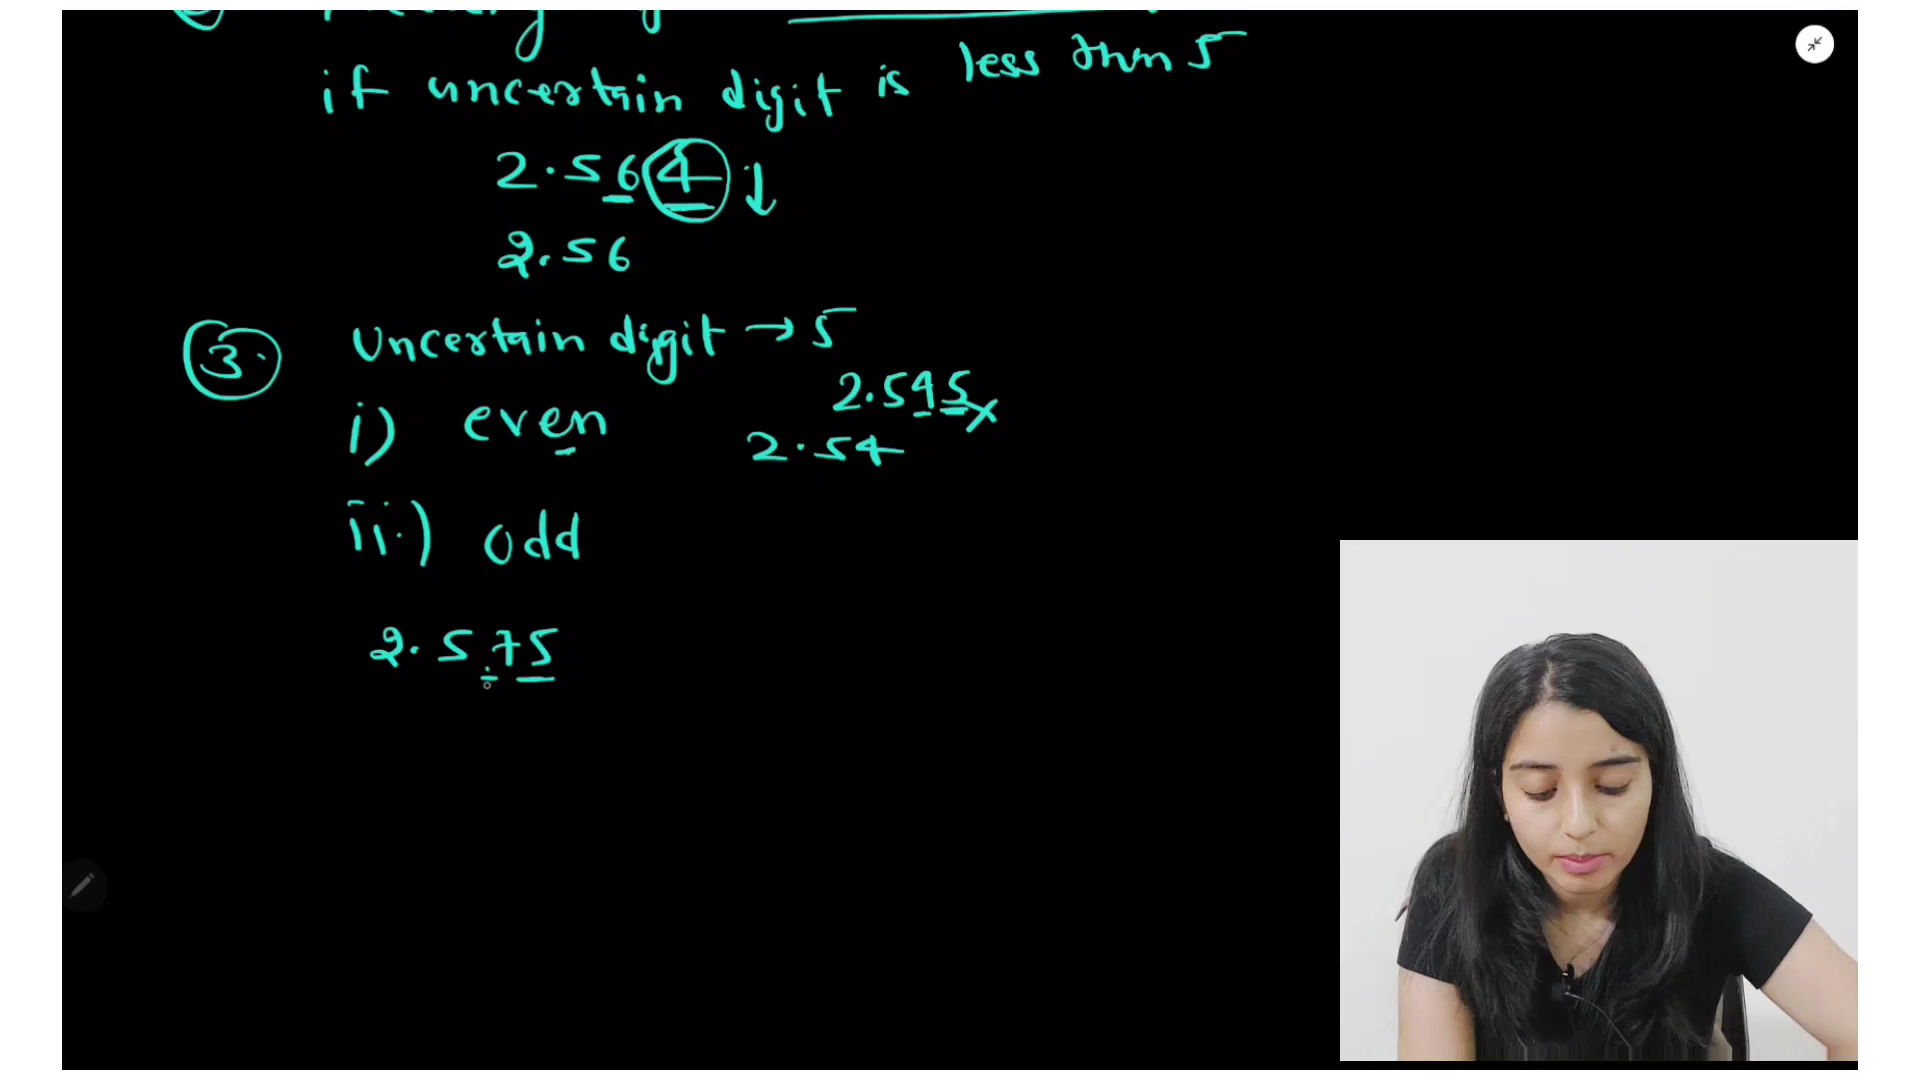 if uncertain digit is less than 5
2.564 ↓
2.56
3. Uncertain digit → 5
i) even
2.545 x
2.54
ii.) odd
2.575